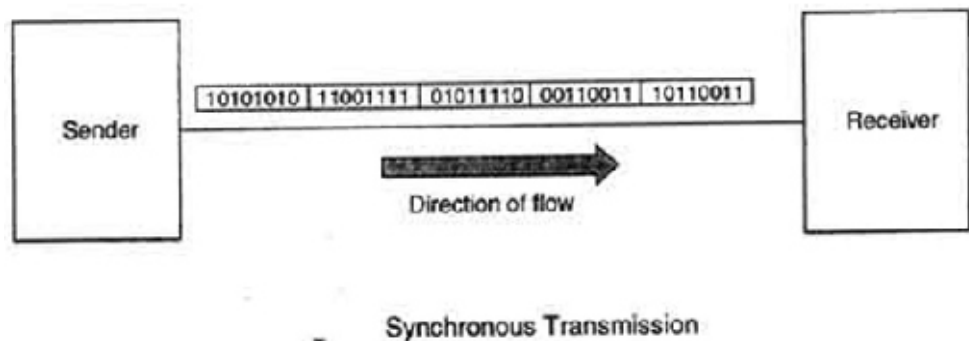 10101010 11001111 01011110 00110011 10110011
Sender
Receiver
Direction of flow
Synchronous Transmission